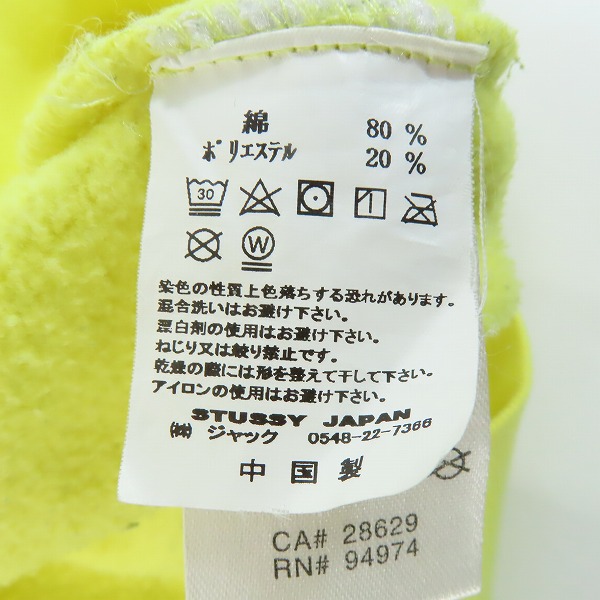 綿 80 %
ポリエステル 20 %
30
W
染色の性質上色落ちする恐れがあります。
混合洗いはお避け下さい。
漂白剤の使用はお避け下さい。
ねじり又は絞り禁止です。
乾燥の際には形を整えて干して下さい。
アイロンの使用はお避け下さい。
STUSSY JAPAN
㈱ ジャック 0548-22-7366
中国製
CA# 28629
RN# 94974